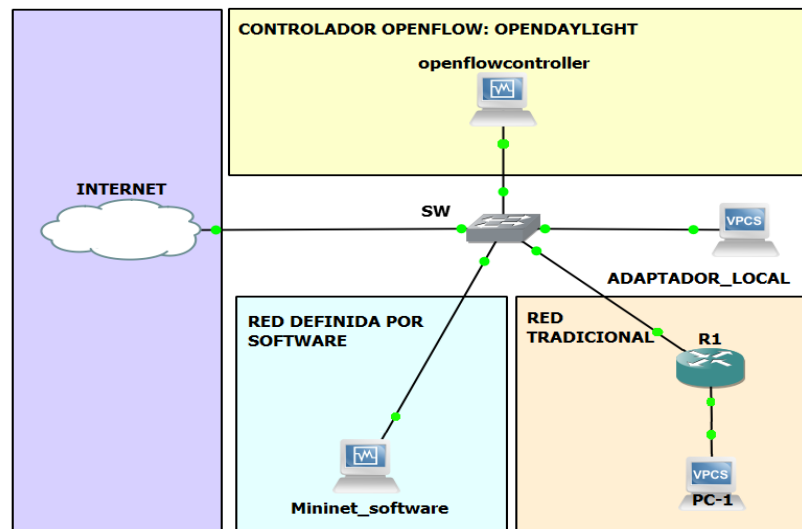 CONTROLADOR OPENFLOW: OPENDAYLIGHT
openflowcontroller
INTERNET
SW
VPCS
ADAPTADOR_LOCAL
RED DEFINIDA POR
SOFTWARE
RED
TRADICIONAL
R1
Mininet_software
VPCS
PC-1